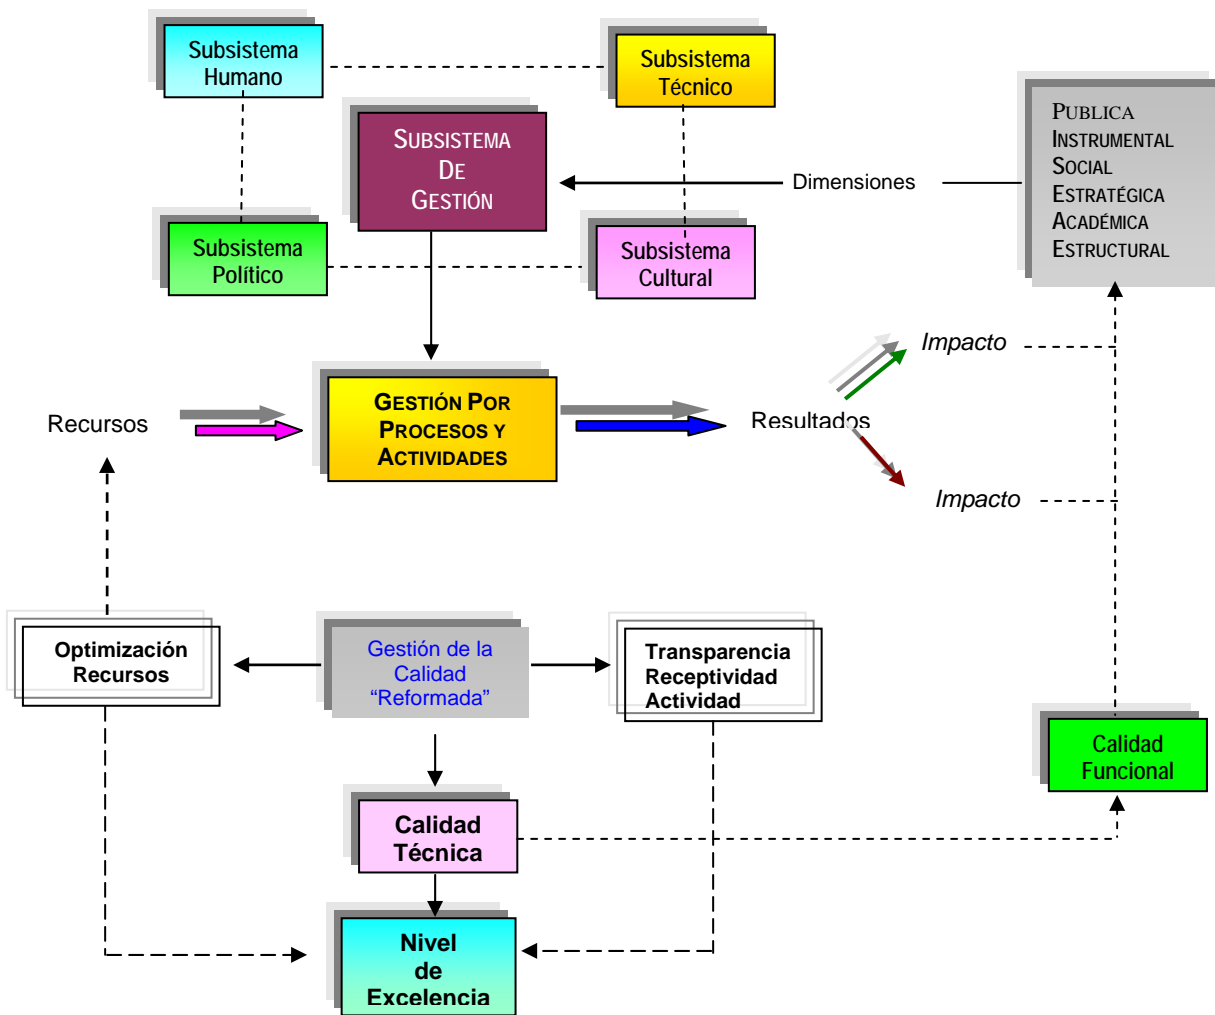 Subsistema
Humano
Subsistema
Técnico
SUBSISTEMA
DE
GESTIÓN
PUBLICA
INSTRUMENTAL
SOCIAL
ESTRATÉGICA
ACADÉMICA
ESTRUCTURAL
Dimensiones
Subsistema
Político
Subsistema
Cultural
Impacto
Recursos
GESTIÓN POR
PROCESOS Y
ACTIVIDADES
Resultados
Impacto
Optimización
Recursos
Gestión de la
Calidad
“Reformada”
Transparencia
Receptividad
Actividad
Calidad
Funcional
Calidad
Técnica
Nivel
de
Excelencia